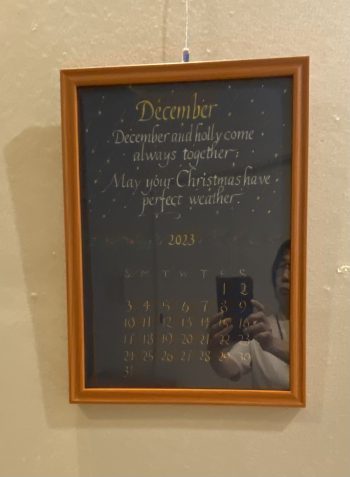 December
December and holly come
always together;
May your Christmas have
perfect weather.
2023
S M T W T F S
1 2
3 4 5 6 7 8 9
10 11 12 13 14 15 16
17 18 19 20 21 22 23
24 25 26 27 28 29 30
31